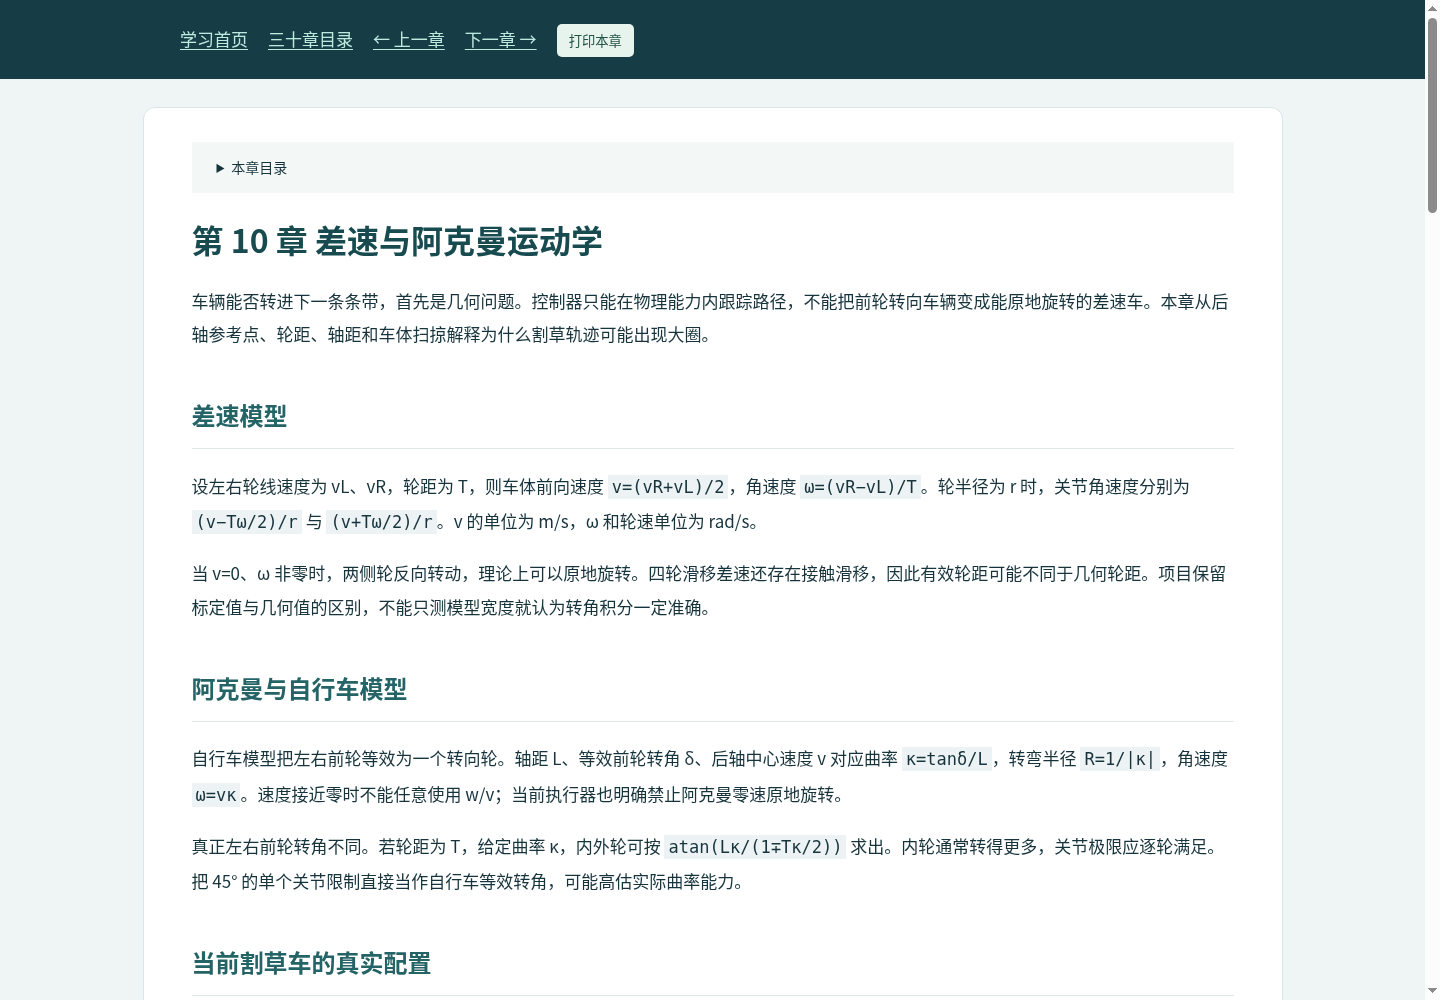 学习首页 三十章目录 ← 上一章 下一章 → 打印本章
▶ 本章目录
第 10 章 差速与阿克曼运动学
车辆能否转进下一条条带，首先是几何问题。控制器只能在物理能力内跟踪路径，不能把前轮转向车辆变成能原地旋转的差速车。本章从后
轴参考点、轮距、轴距和车体扫掠解释为什么割草轨迹可能出现大圈。
差速模型
设左右轮线速度为 vL、vR，轮距为 T，则车体前向速度 v=(vR+vL)/2，角速度 ω=(vR−vL)/T。轮半径为 r 时，关节角速度分别为
(v−Tω/2)/r 与 (v+Tω/2)/r。v 的单位为 m/s，ω 和轮速单位为 rad/s。
当 v=0、ω 非零时，两侧轮反向转动，理论上可以原地旋转。四轮滑移差速还存在接触滑移，因此有效轮距可能不同于几何轮距。项目保留
标定值与几何值的区别，不能只测模型宽度就认为转角积分一定准确。
阿克曼与自行车模型
自行车模型把左右前轮等效为一个转向轮。轴距 L、等效前轮转角 δ、后轴中心速度 v 对应曲率 κ=tanδ/L，转弯半径 R=1/|κ|，角速度
ω=vκ。速度接近零时不能任意使用 w/v；当前执行器也明确禁止阿克曼零速原地旋转。
真正左右前轮转角不同。若轮距为 T，给定曲率 κ，内外轮可按 atan(Lκ/(1∓Tκ/2)) 求出。内轮通常转得更多，关节极限应逐轮满足。
把 45° 的单个关节限制直接当作自行车等效转角，可能高估实际曲率能力。
当前割草车的真实配置